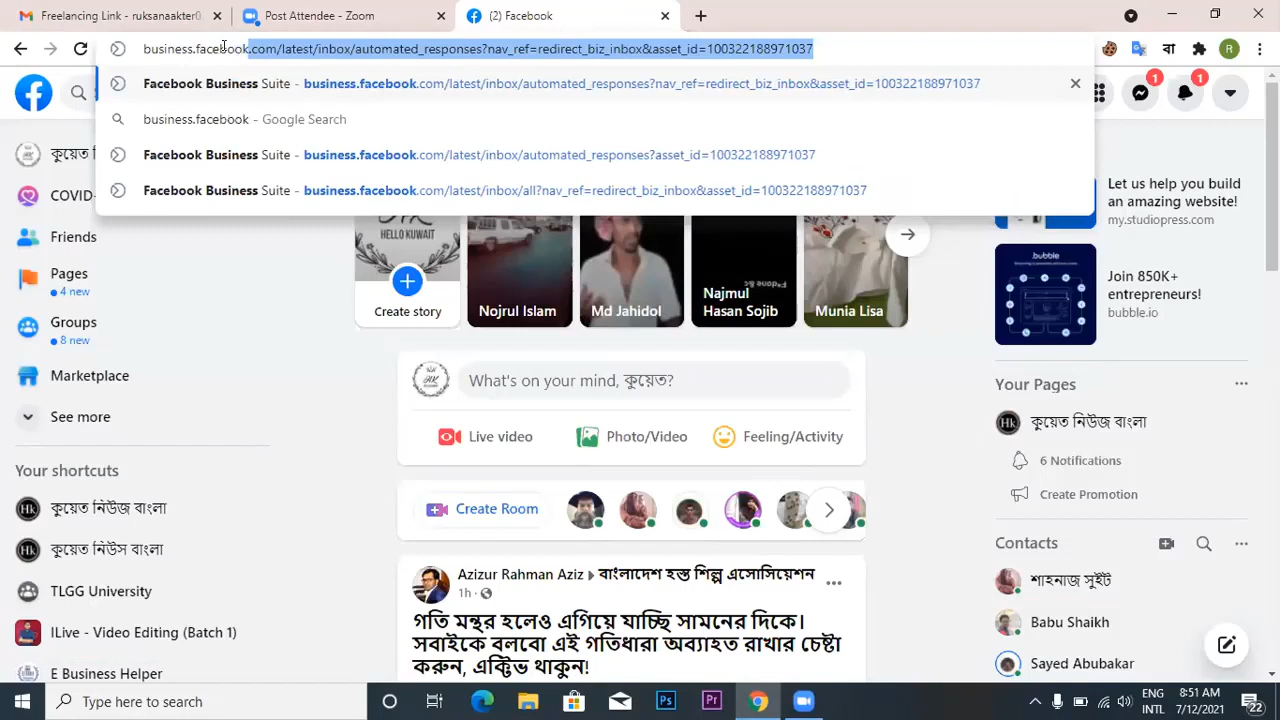 Freelancing Link - ruksanaakter0
Post Attendee - Zoom
(2) Facebook
business.facebook.com/latest/inbox/automated_responses?nav_ref=redirect_biz_inbox&asset_id=100322188971037
বা
R
Facebook Business Suite - business.facebook.com/latest/inbox/automated_responses?nav_ref=redirect_biz_inbox&asset_id=100322188971037
business.facebook - Google Search
Facebook Business Suite - business.facebook.com/latest/inbox/automated_responses?asset_id=100322188971037
Facebook Business Suite - business.facebook.com/latest/inbox/all?nav_ref=redirect_biz_inbox&asset_id=100322188971037
1
1
COVID-
Friends
Pages
4 new
Groups
8 new
Marketplace
See more
Your shortcuts
কুয়েত নিউজ বাংলা
কুয়েত নিউস বাংলা
TLGG University
ILive - Video Editing (Batch 1)
E Business Helper
HELLO KUWAIT
Create story
Nojrul Islam
Md Jahidol
Najmul
Hasan Sojib
Munia Lisa
What's on your mind, কুয়েত?
Live video
Photo/Video
Feeling/Activity
Create Room
Azizur Rahman Aziz বাংলাদেশ হস্ত শিল্প এসোসিয়েশন
1h
গতি মন্থর হলেও এগিয়ে যাচ্ছি সামনের দিকে।
সবাইকে বলবো এই গতিধারা অব্যাহত রাখার চেষ্টা
করুন, এক্টিভ থাকুন!
Let us help you build
an amazing website!
my.studiopress.com
.bubble
Join 850K+
entrepreneurs!
bubble.io
Your Pages
Hk
কুয়েত নিউজ বাংলা
6 Notifications
Create Promotion
Contacts
শাহনাজ সুইটি
Babu Shaikh
Sayed Abubakar
Type here to search
Ps
Pr
ENG
INTL
8:51 AM
7/12/2021
22